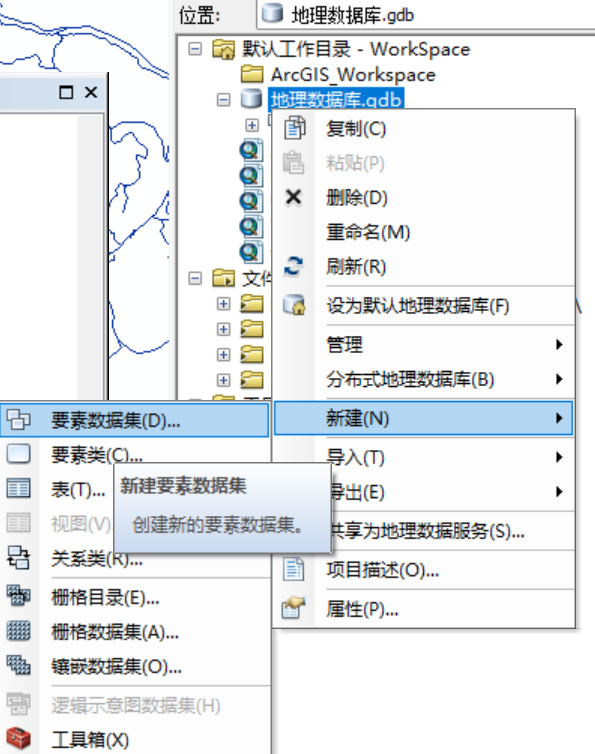 位置:
地理数据库.gdb
默认工作目录 - WorkSpace
ArcGIS_Workspace
地理数据库.gdb
复制(C)
粘贴(P)
删除(D)
重命名(M)
刷新(R)
文件
设为默认地理数据库(F)
管理
分布式地理数据库(B)
新建(N)
导入(T)
导出(E)
共享为地理数据服务(S)...
项目描述(O)...
属性(P)...
要素数据集(D)...
要素类(C)...
表(T)...
视图(V)
关系类(R)...
栅格目录(E)...
栅格数据集(A)...
镶嵌数据集(O)...
逻辑示意图数据集(H)
工具箱(X)
新建要素数据集
创建新的要素数据集。